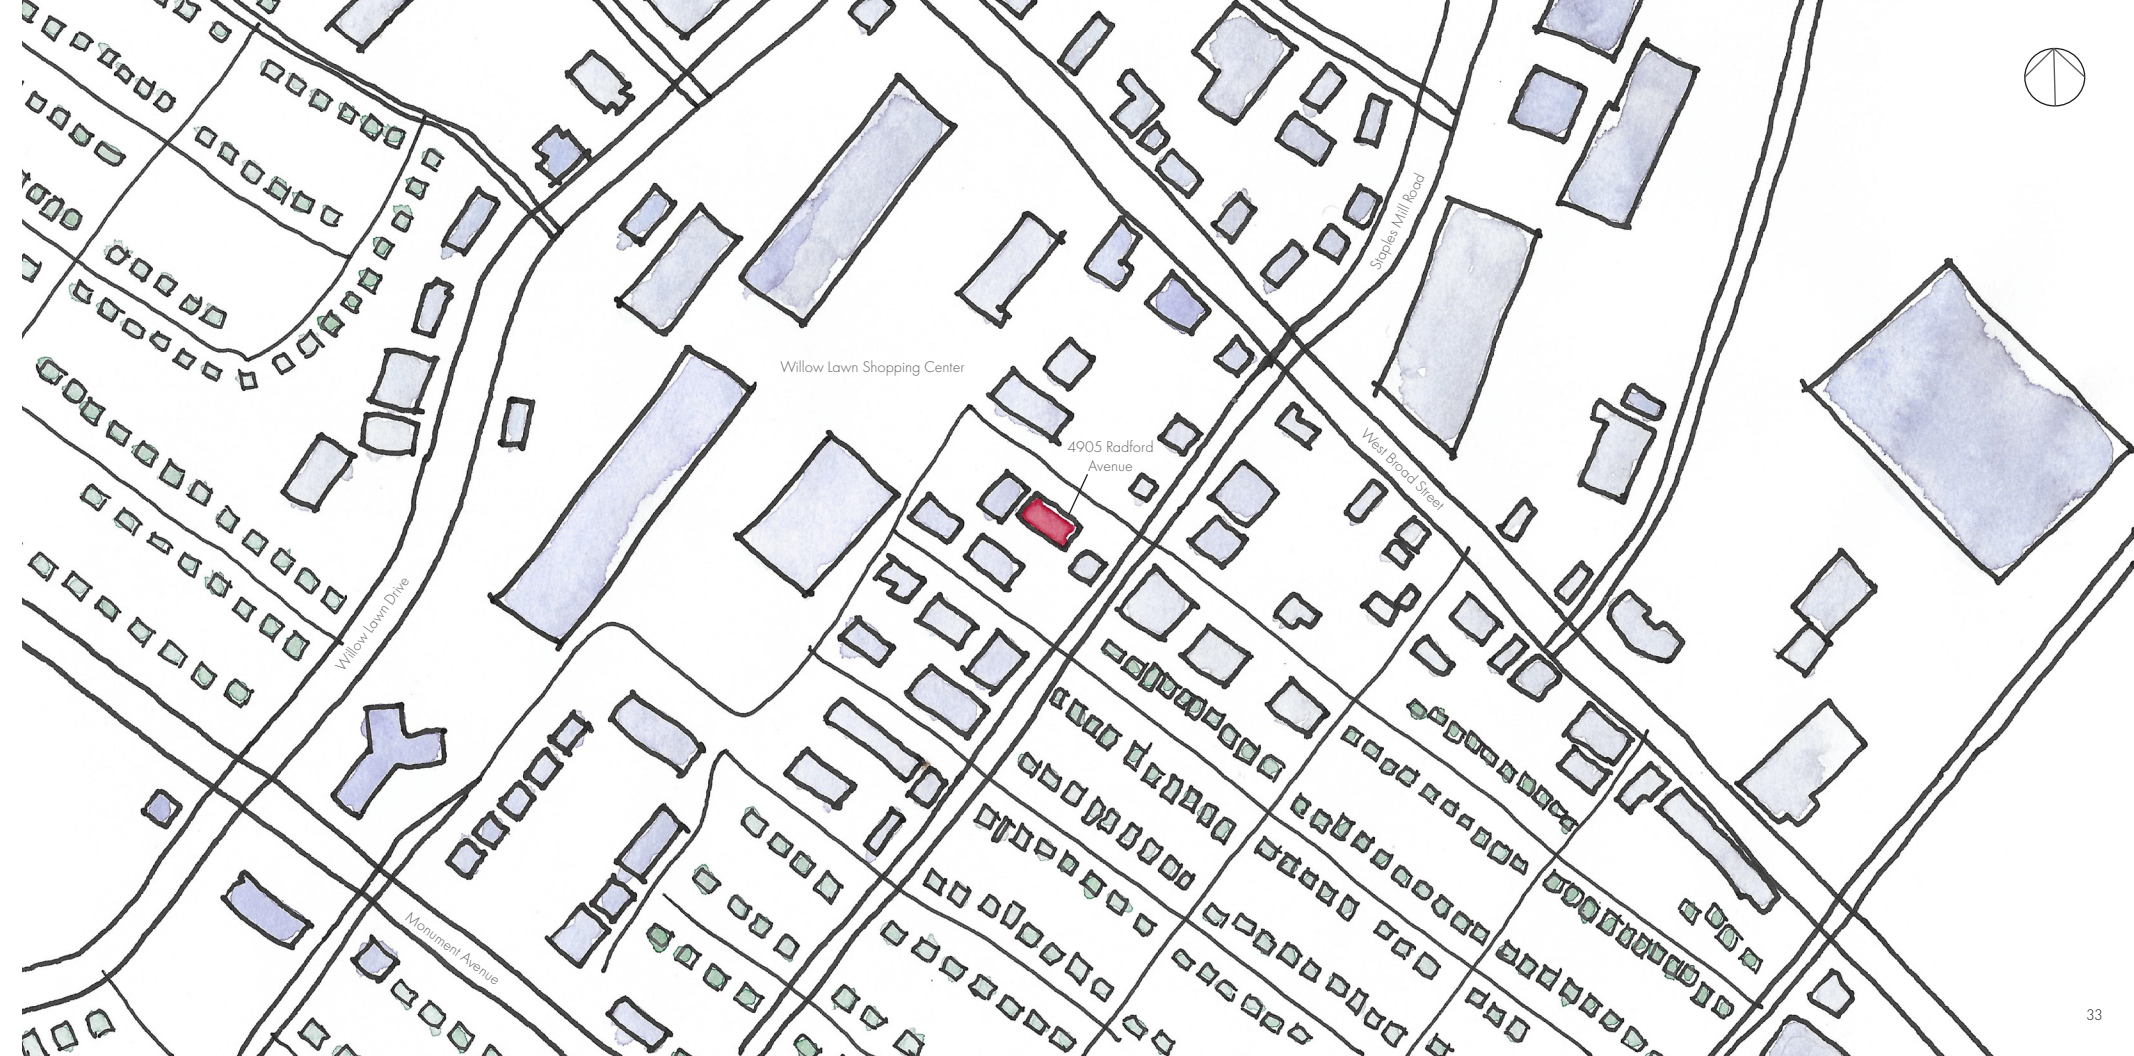 Staples Mill Road
Willow Lawn Shopping Center
4905 Radford
Avenue
West Broad Street
Willow Lawn Drive
Monument Avenue
33